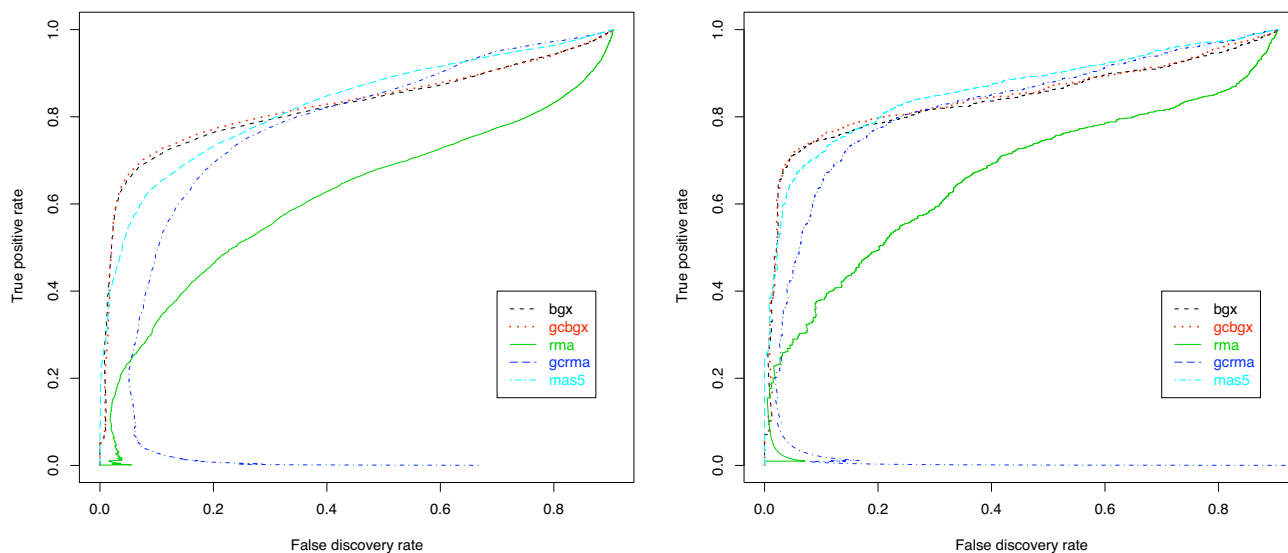 1.0
0.8
0.6
0.4
0.2
0.0
True positive rate
0.0 0.2 0.4 0.6 0.8
False discovery rate
bgx
gcbgx
rma
gcrma
mas5
1.0
0.8
0.6
0.4
0.2
0.0
True positive rate
0.0 0.2 0.4 0.6 0.8
False discovery rate
bgx
gcbgx
rma
gcrma
mas5